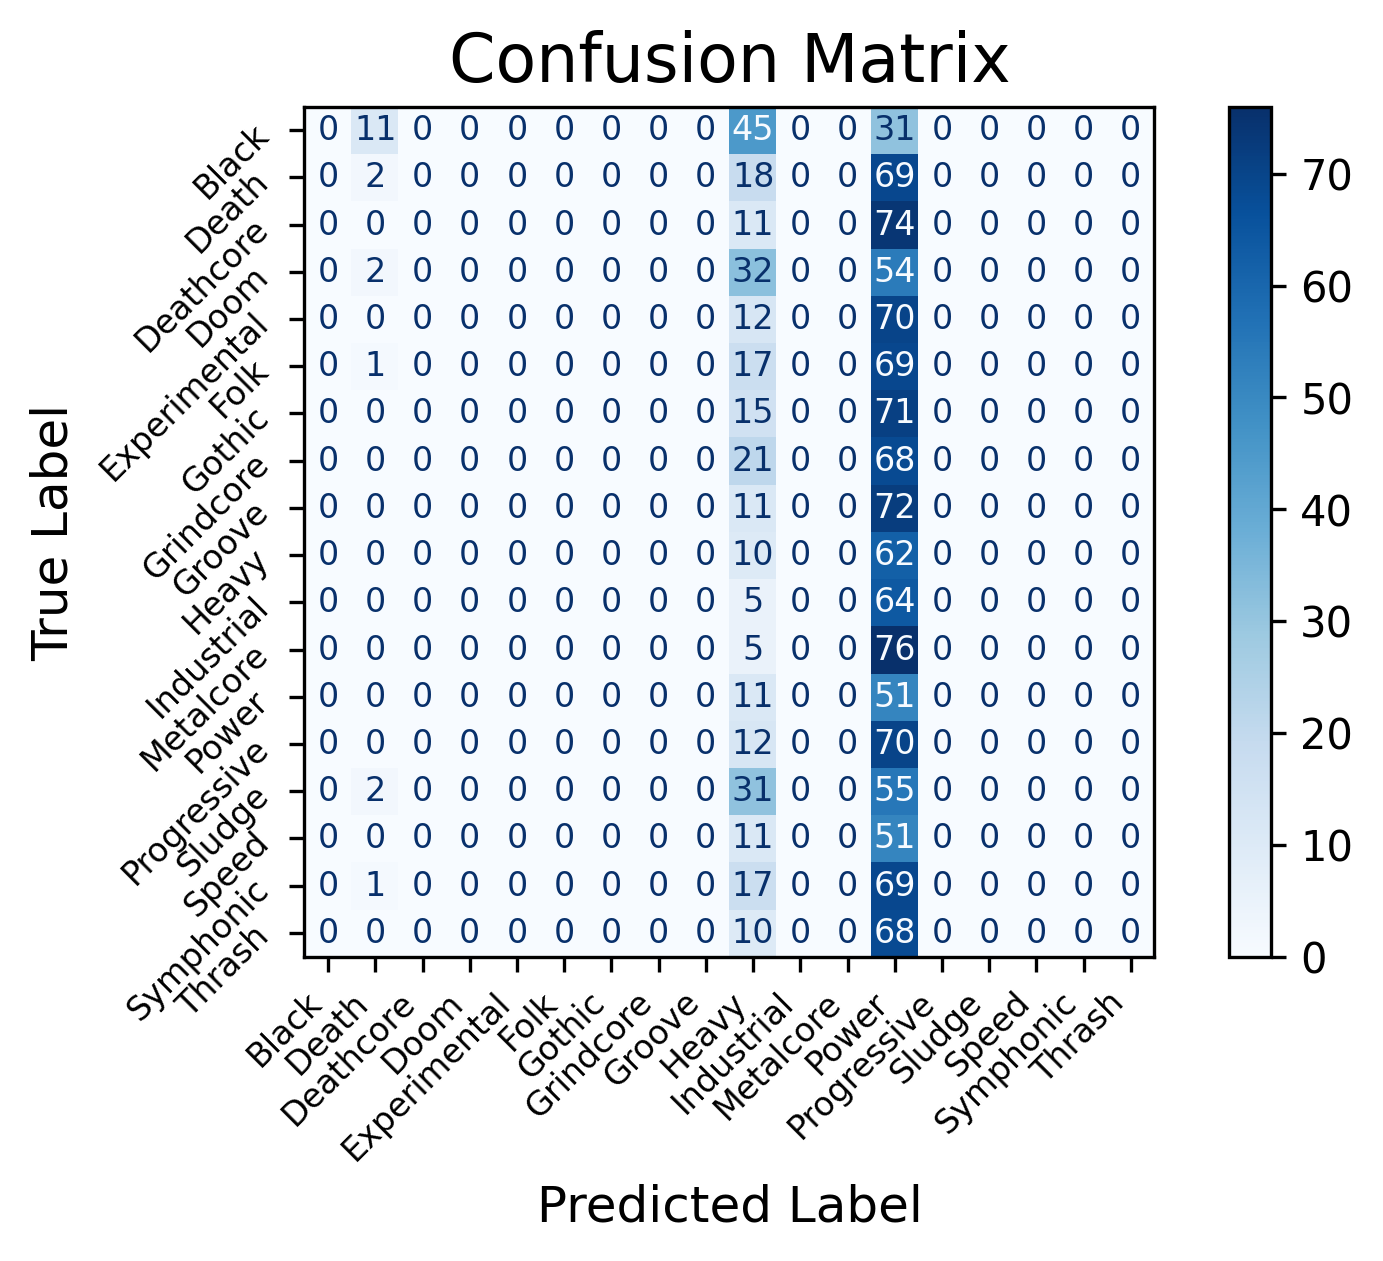 Confusion Matrix
True Label
Black 0 11 0 0 0 0 0 0 0 45 0 0 31 0 0 0 0 0
Death 0 2 0 0 0 0 0 0 0 18 0 0 69 0 0 0 0 0
Deathcore 0 0 0 0 0 0 0 0 0 11 0 0 74 0 0 0 0 0
Doom 0 2 0 0 0 0 0 0 0 32 0 0 54 0 0 0 0 0
Experimental 0 0 0 0 0 0 0 0 0 12 0 0 70 0 0 0 0 0
Folk 0 1 0 0 0 0 0 0 0 17 0 0 69 0 0 0 0 0
Gothic 0 0 0 0 0 0 0 0 0 15 0 0 71 0 0 0 0 0
Grindcore 0 0 0 0 0 0 0 0 0 21 0 0 68 0 0 0 0 0
Groove 0 0 0 0 0 0 0 0 0 11 0 0 72 0 0 0 0 0
Heavy 0 0 0 0 0 0 0 0 0 10 0 0 62 0 0 0 0 0
Industrial 0 0 0 0 0 0 0 0 0 5 0 0 64 0 0 0 0 0
Metalcore 0 0 0 0 0 0 0 0 0 5 0 0 76 0 0 0 0 0
Power 0 0 0 0 0 0 0 0 0 11 0 0 51 0 0 0 0 0
Progressive 0 0 0 0 0 0 0 0 0 12 0 0 70 0 0 0 0 0
Sludge 0 2 0 0 0 0 0 0 0 31 0 0 55 0 0 0 0 0
Speed 0 0 0 0 0 0 0 0 0 11 0 0 51 0 0 0 0 0
Symphonic 0 1 0 0 0 0 0 0 0 17 0 0 69 0 0 0 0 0
Thrash 0 0 0 0 0 0 0 0 0 10 0 0 68 0 0 0 0 0
Black Death Deathcore Doom Experimental Folk Gothic Grindcore Groove Heavy Industrial Metalcore Power Progressive Sludge Speed Symphonic Thrash
Predicted Label
70
60
50
40
30
20
10
0